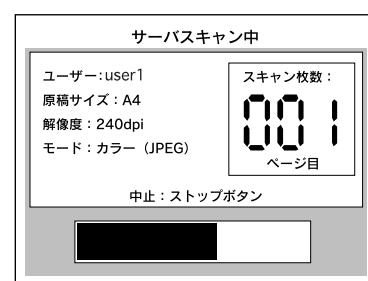 サーバスキャン中
ユーザー：user1
原稿サイズ：A4
解像度：240dpi
モード：カラー（JPEG）
スキャン枚数：
001
ページ目
中止：ストップボタン